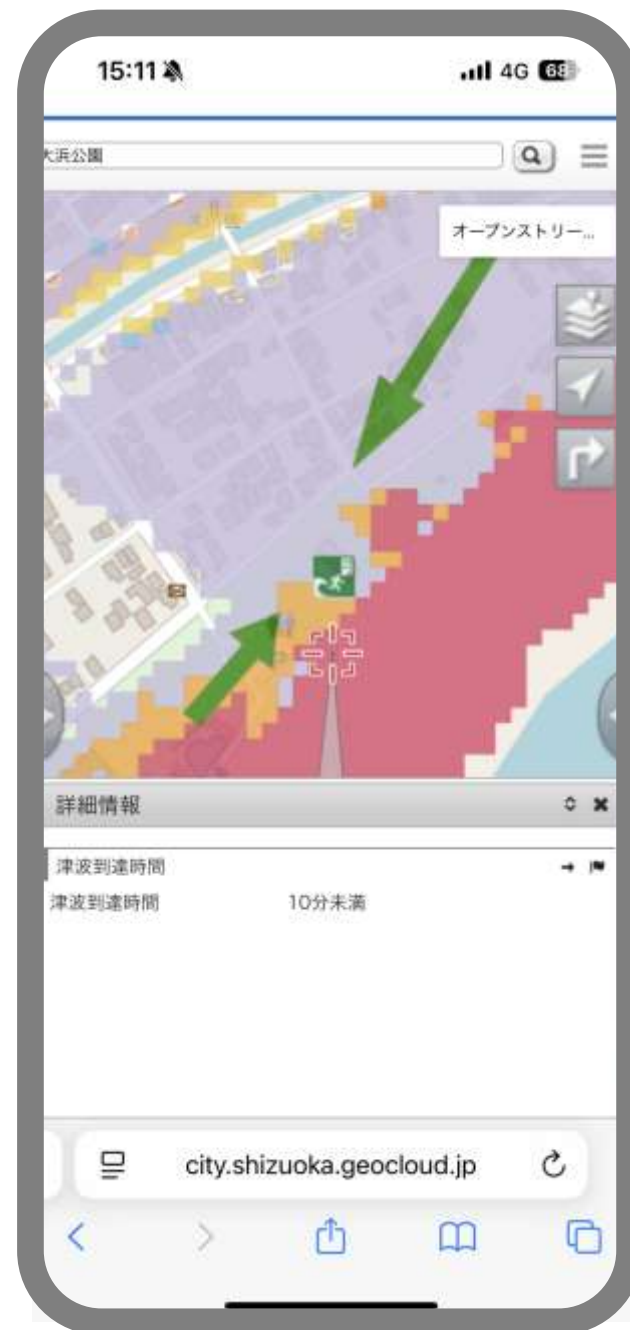 15:11
4G 68
大浜公園
オープンストリー...
詳細情報
津波到達時間
津波到達時間 10分未満
city.shizuoka.geocloud.jp